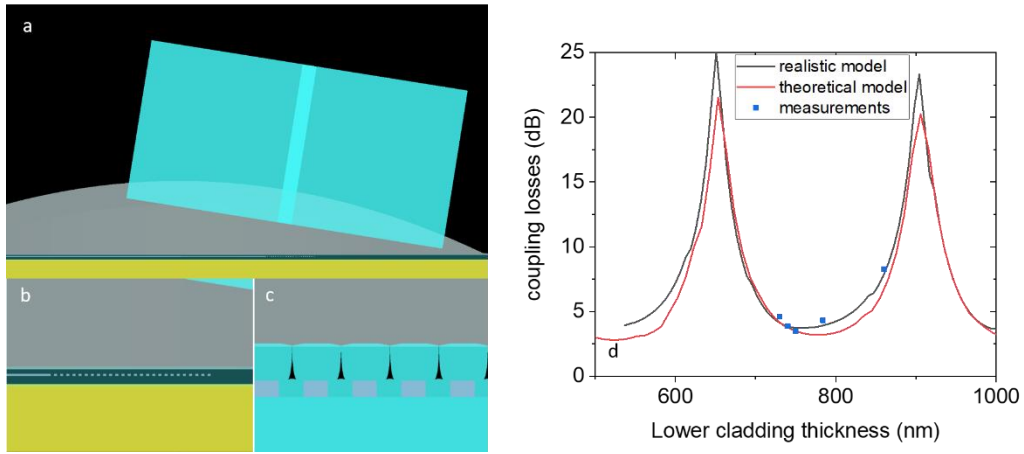 a
b
c
25
20
15
10
5
0
coupling losses (dB)
realistic model
theoretical model
measurements
d
600
800
1000
Lower cladding thickness (nm)